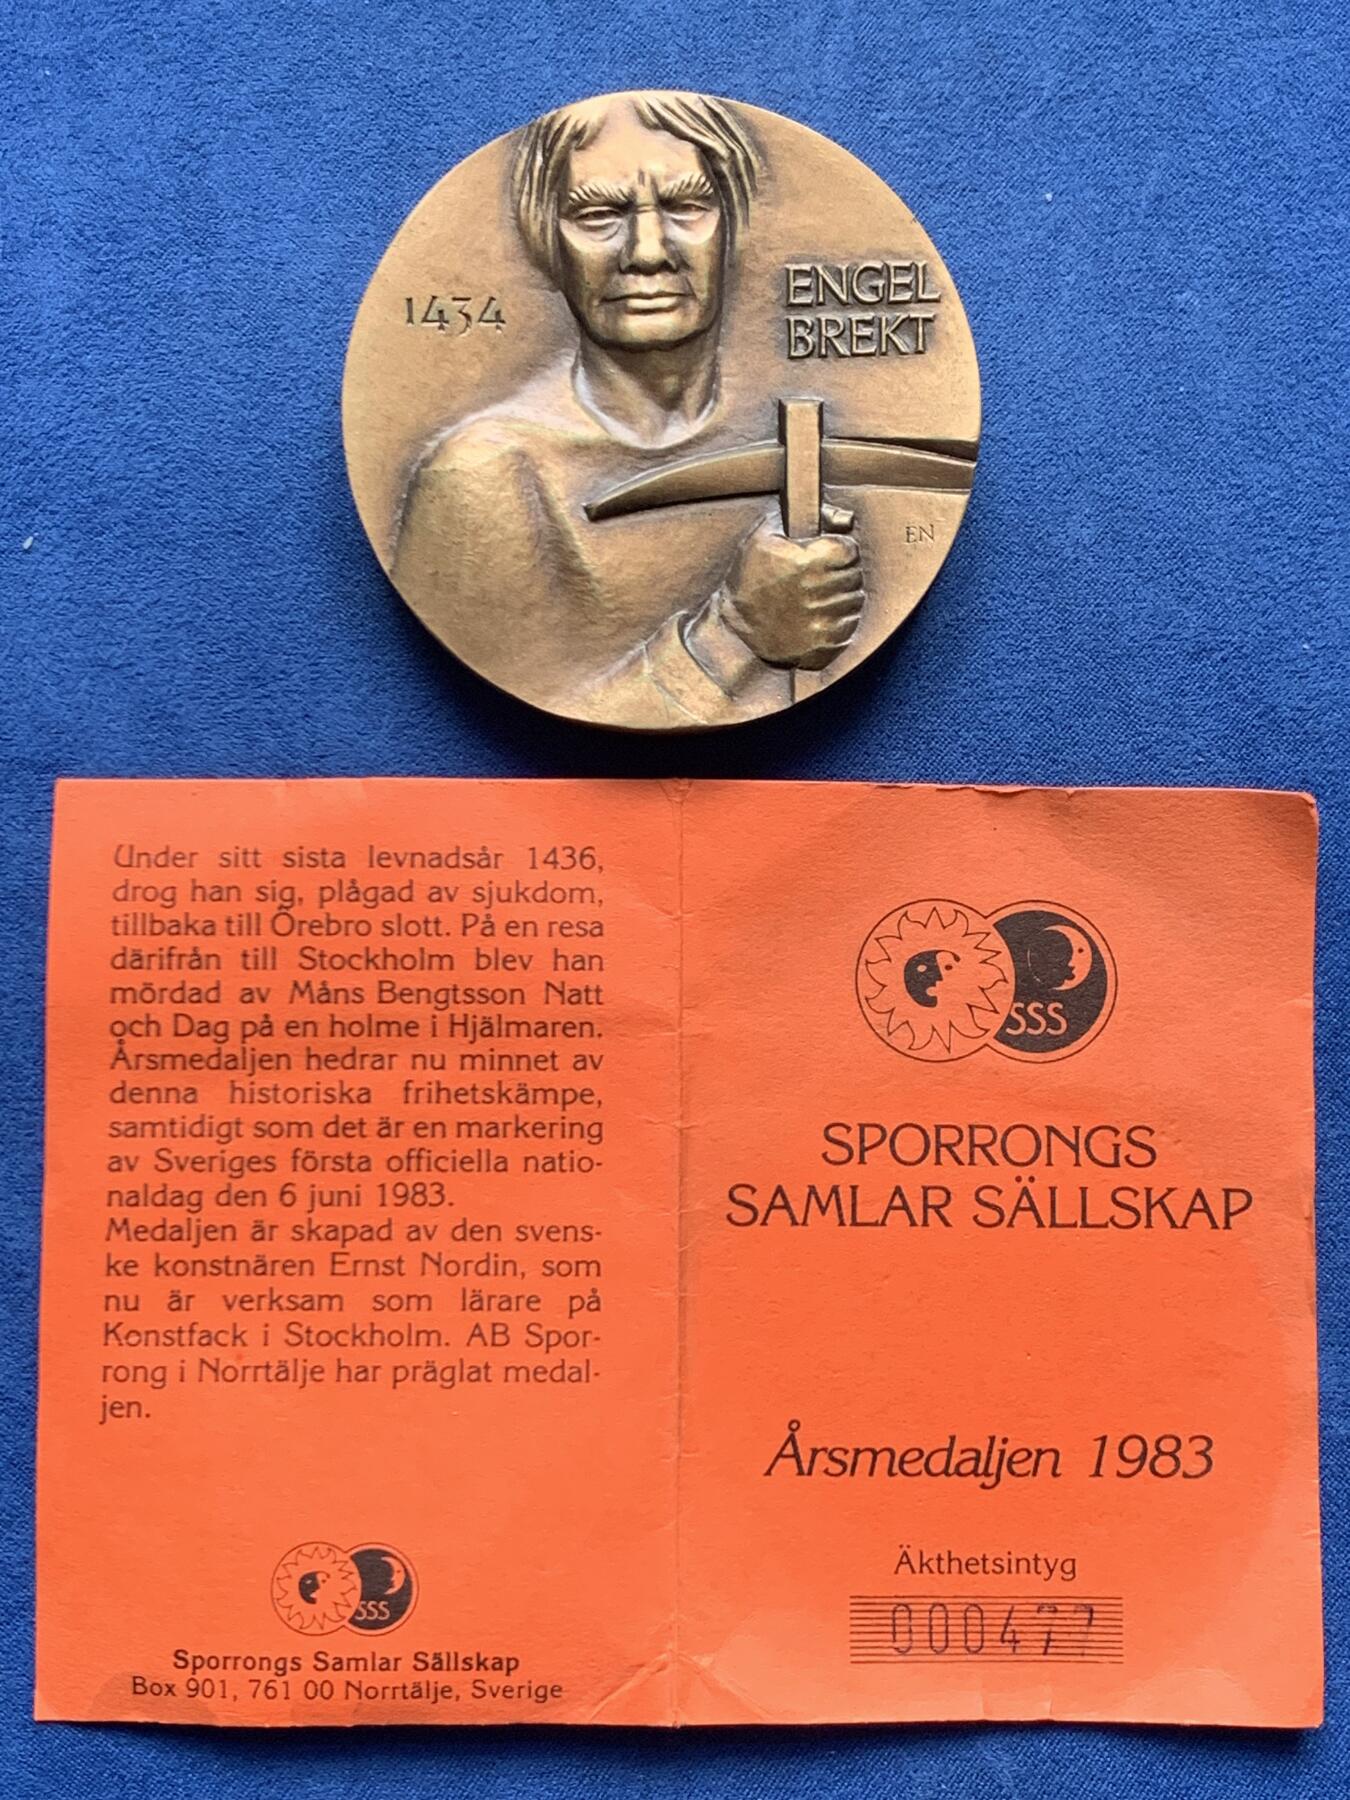 1434
ENGEL
BREKT
EN
Under sitt sista levnadsår 1436,
drog han sig, plågad av sjukdom,
tillbaka till Örebro slott. På en resa
därifrån till Stockholm blev han
mördad av Måns Bengtsson Natt
och Dag på en holme i Hjälmaren.
Årsmedaljen hedrar nu minnet av
denna historiska frihetskämpe,
samtidigt som det är en markering
av Sveriges första officiella natio-
naldag den 6 juni 1983.
Medaljen är skapad av den svens-
ke konstnären Ernst Nordin, som
nu är verksam som lärare på
Konstfack i Stockholm. AB Spor-
rong i Norrtälje har präglat medal-
jen.
SSS
Sporrongs Samlar Sällskap
Box 901, 761 00 Norrtälje, Sverige
SSS
SPORRONGS
SAMLAR SÄLLSKAP
Årsmedaljen 1983
Äkthetsintyg
000477